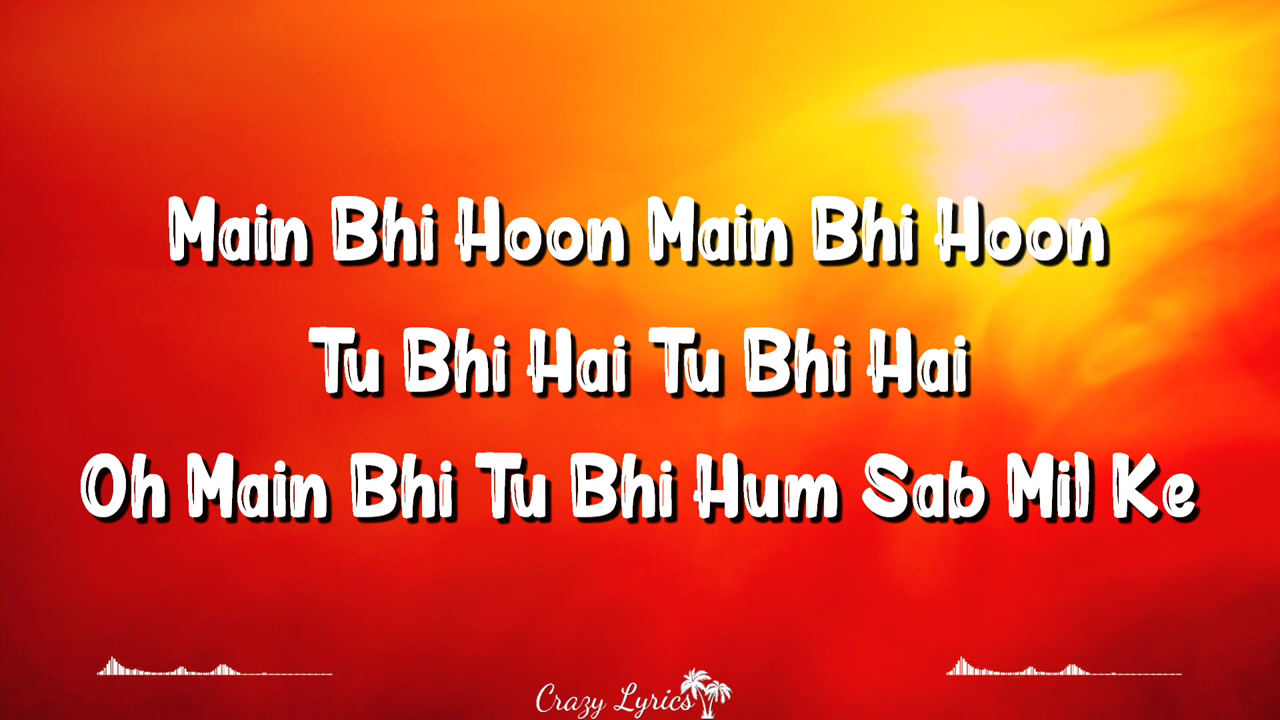 Main Bhi Hoon Main Bhi Hoon
Tu Bhi Hai Tu Bhi Hai
Oh Main Bhi Tu Bhi Hum Sab Mil Ke
Crazy Lyrics